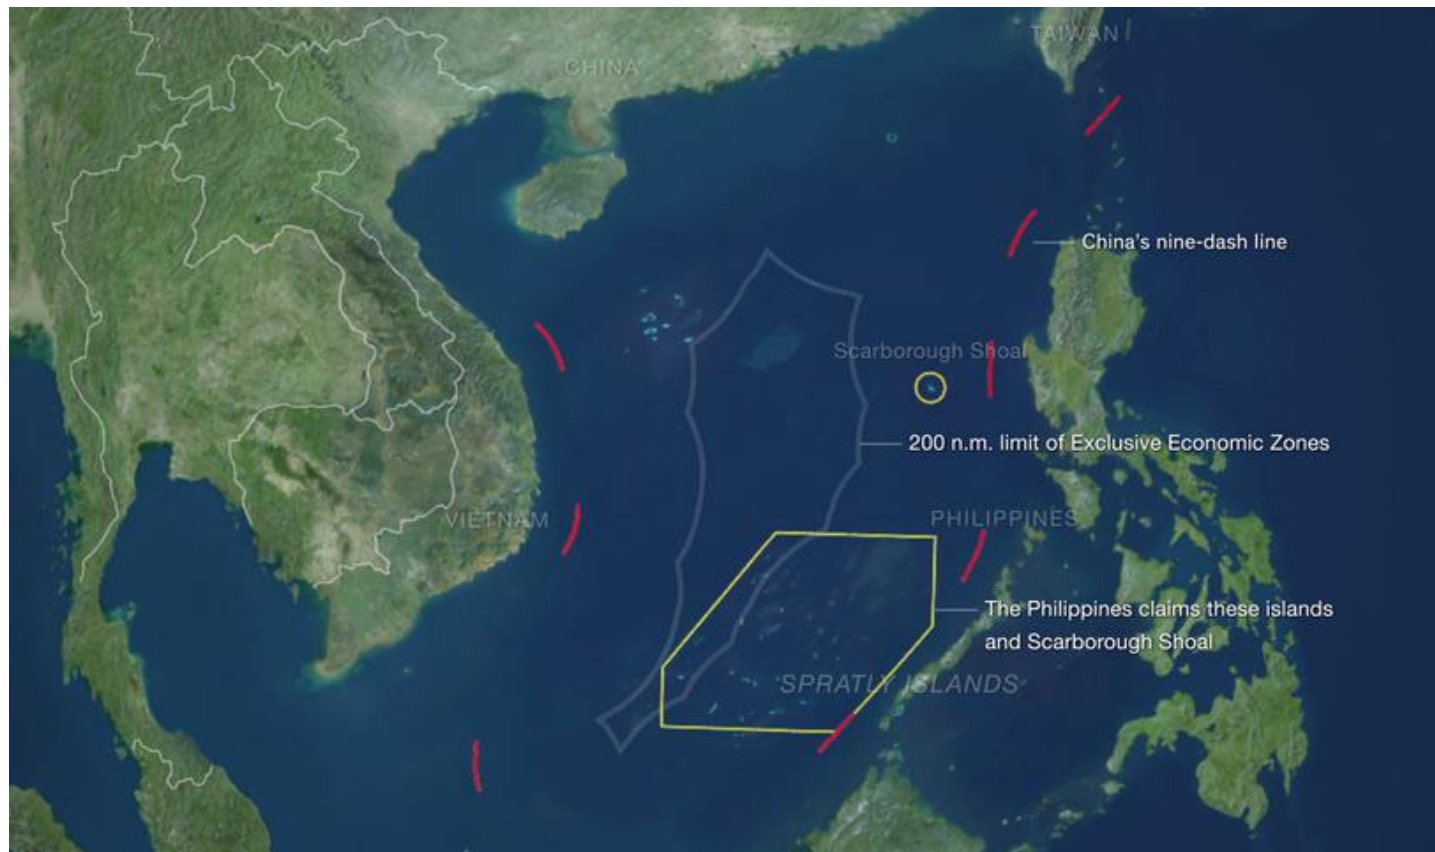 TAIWAN
CHINA
China's nine-dash line
Scarborough Shoal
200 n.m. limit of Exclusive Economic Zones
VIETNAM
PHILIPPINES
The Philippines claims these islands
and Scarborough Shoal
SPRATLY ISLANDS